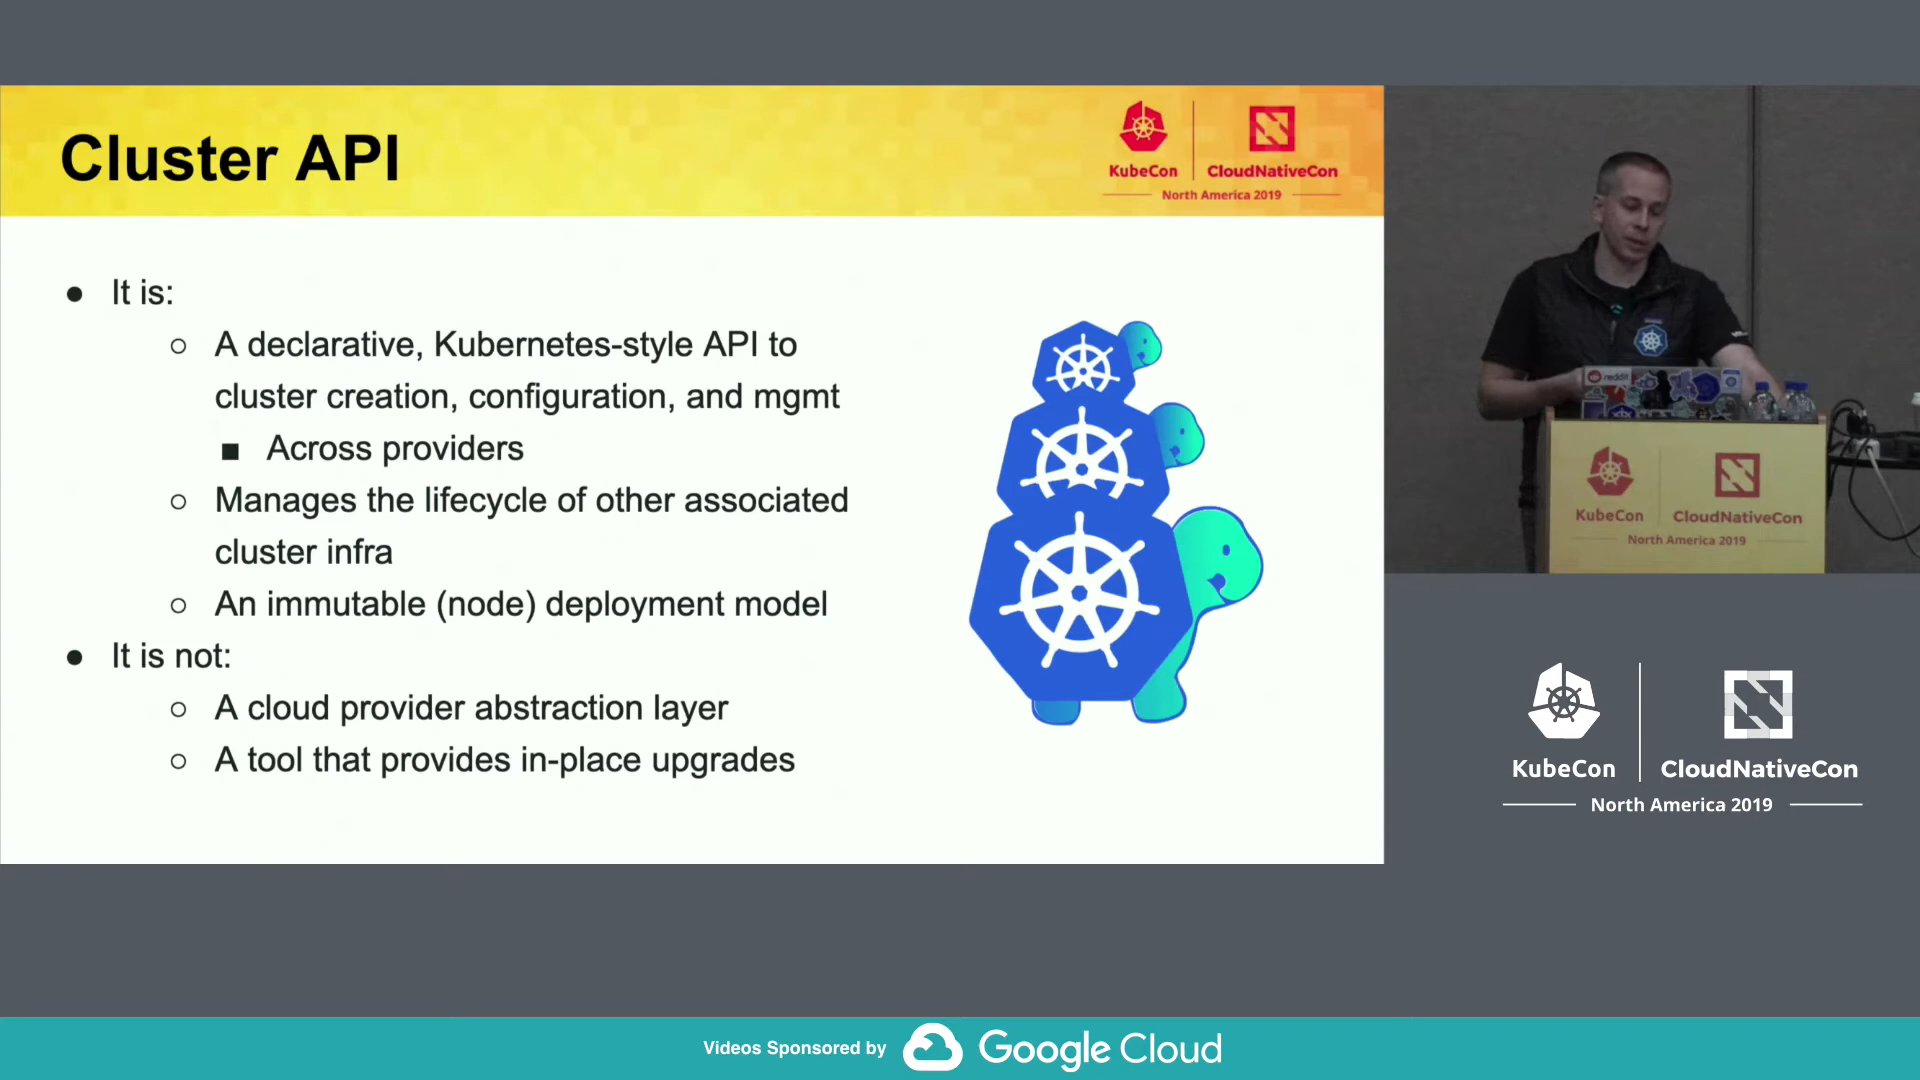 Cluster API
KubeCon
CloudNativeCon
North America 2019
● It is:
○ A declarative, Kubernetes-style API to
cluster creation, configuration, and mgmt
■ Across providers
○ Manages the lifecycle of other associated
cluster infra
○ An immutable (node) deployment model
● It is not:
○ A cloud provider abstraction layer
○ A tool that provides in-place upgrades
reddit
KubeCon
CloudNativeCon
North America 2019
KubeCon
CloudNativeCon
North America 2019
Videos Sponsored by
Google Cloud